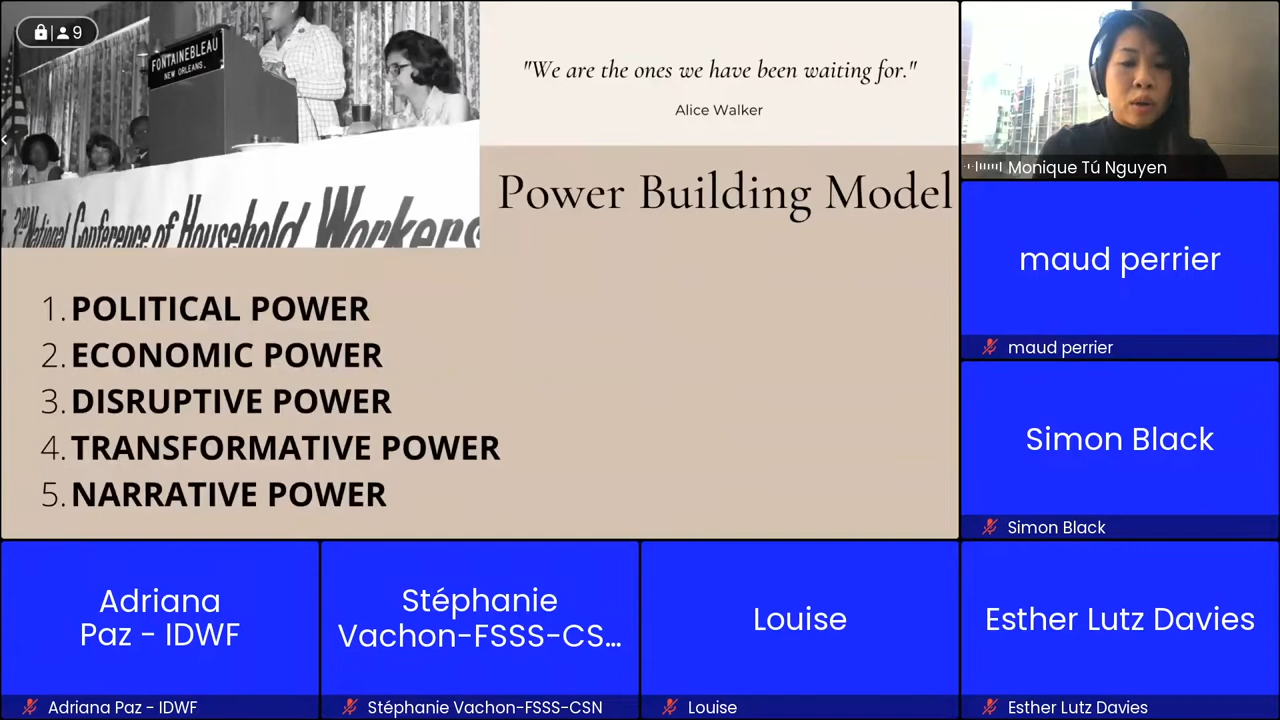 9
FONTAINEBLEAU
NEW ORLEANS.
National Conference of Household Workers
"We are the ones we have been waiting for."
Alice Walker
Power Building Model
1. POLITICAL POWER
2. ECONOMIC POWER
3. DISRUPTIVE POWER
4. TRANSFORMATIVE POWER
5. NARRATIVE POWER
Monique Tú Nguyen
maud perrier
maud perrier
Simon Black
Simon Black
Adriana
Paz - IDWF
Adriana Paz - IDWF
Stéphanie
Vachon-FSSS-CS...
Stéphanie Vachon-FSSS-CSN
Louise
Louise
Esther Lutz Davies
Esther Lutz Davies